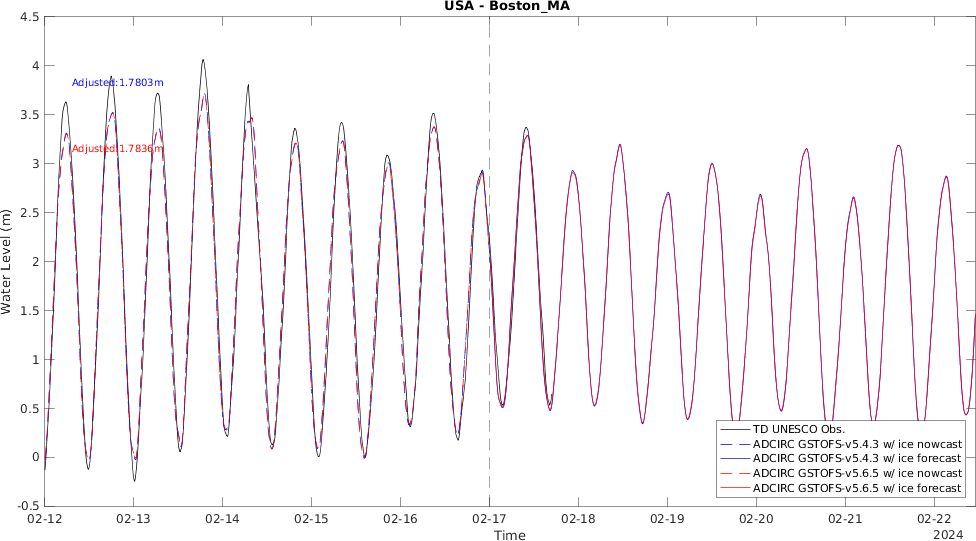 USA - Boston_MA
4.5
4
3.5
3
2.5
2
1.5
1
0.5
0
-0.5
Water Level (m)
Adjusted:1.7803m
Adjusted:1.7836m
TD UNESCO Obs.
ADCIRC GSTOFS-v5.4.3 w/ ice nowcast
ADCIRC GSTOFS-v5.4.3 w/ ice forecast
ADCIRC GSTOFS-v5.6.5 w/ ice nowcast
ADCIRC GSTOFS-v5.6.5 w/ ice forecast
02-12 02-13 02-14 02-15 02-16 02-17 02-18 02-19 02-20 02-21 02-22
Time
2024